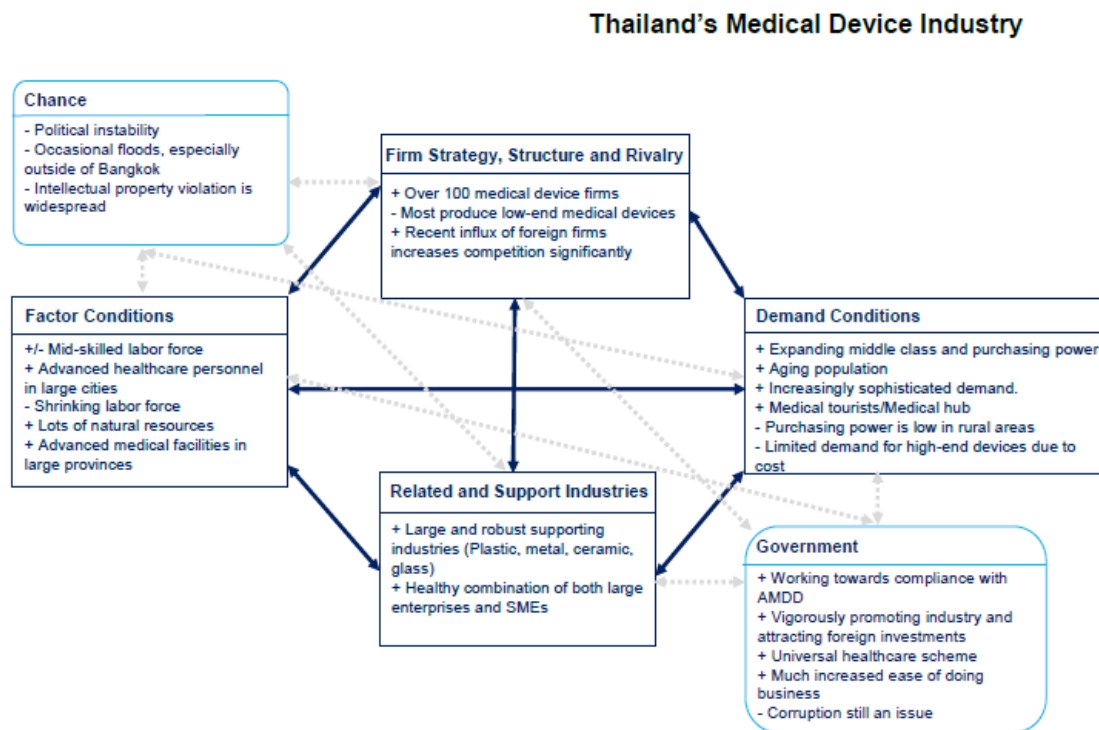 Thailand's Medical Device Industry
Chance
- Political instability
- Occasional floods, especially
outside of Bangkok
- Intellectual property violation is
widespread
Firm Strategy, Structure and Rivalry
+ Over 100 medical device firms
- Most produce low-end medical devices
+ Recent influx of foreign firms
increases competition significantly
Factor Conditions
+/- Mid-skilled labor force
+ Advanced healthcare personnel
in large cities
- Shrinking labor force
+ Lots of natural resources
+ Advanced medical facilities in
large provinces
Demand Conditions
+ Expanding middle class and purchasing power
+ Aging population
+ Increasingly sophisticated demand.
+ Medical tourists/Medical hub
- Purchasing power is low in rural areas
- Limited demand for high-end devices due to
cost
Related and Support Industries
+ Large and robust supporting
industries (Plastic, metal, ceramic,
glass)
+ Healthy combination of both large
enterprises and SMEs
Government
+ Working towards compliance with
AMDD
+ Vigorously promoting industry and
attracting foreign investments
+ Universal healthcare scheme
+ Much increased ease of doing
business
- Corruption still an issue